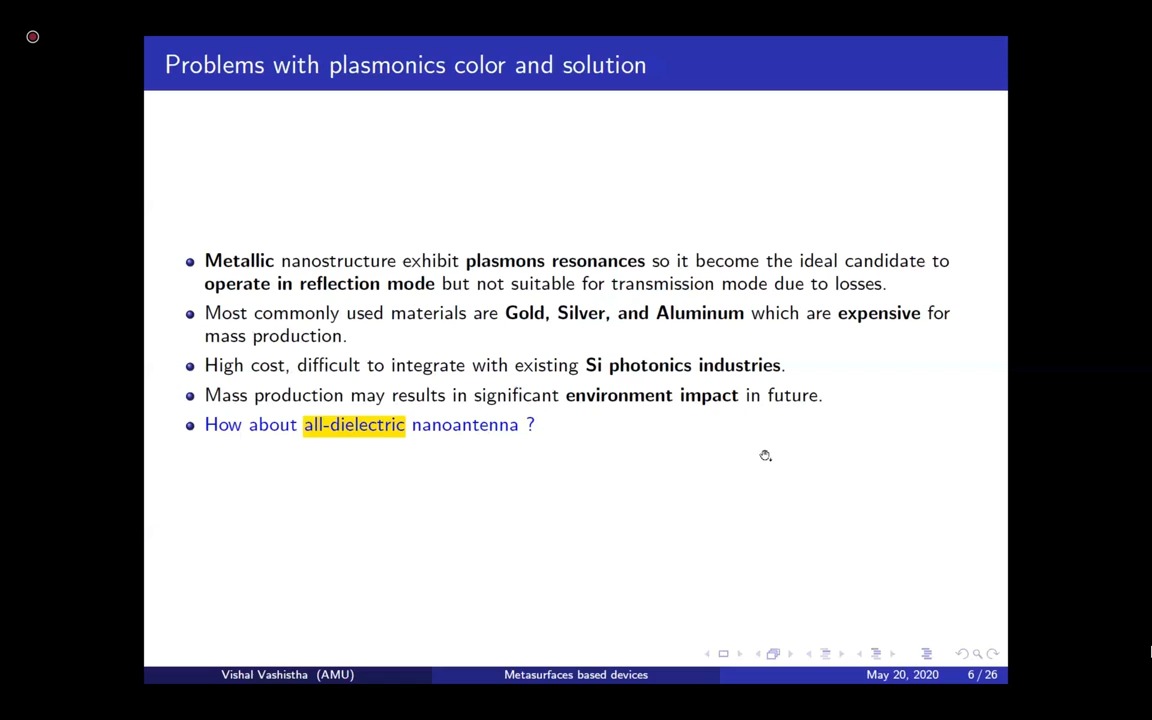 Problems with plasmonics color and solution
Metallic nanostructure exhibit plasmons resonances so it become the ideal candidate to
operate in reflection mode but not suitable for transmission mode due to losses.
Most commonly used materials are Gold, Silver, and Aluminum which are expensive for
mass production.
High cost, difficult to integrate with existing Si photonics industries.
Mass production may results in significant environment impact in future.
How about all-dielectric nanoantenna ?
Vishal Vashistha (AMU) Metasurfaces based devices May 20, 2020 6 / 26